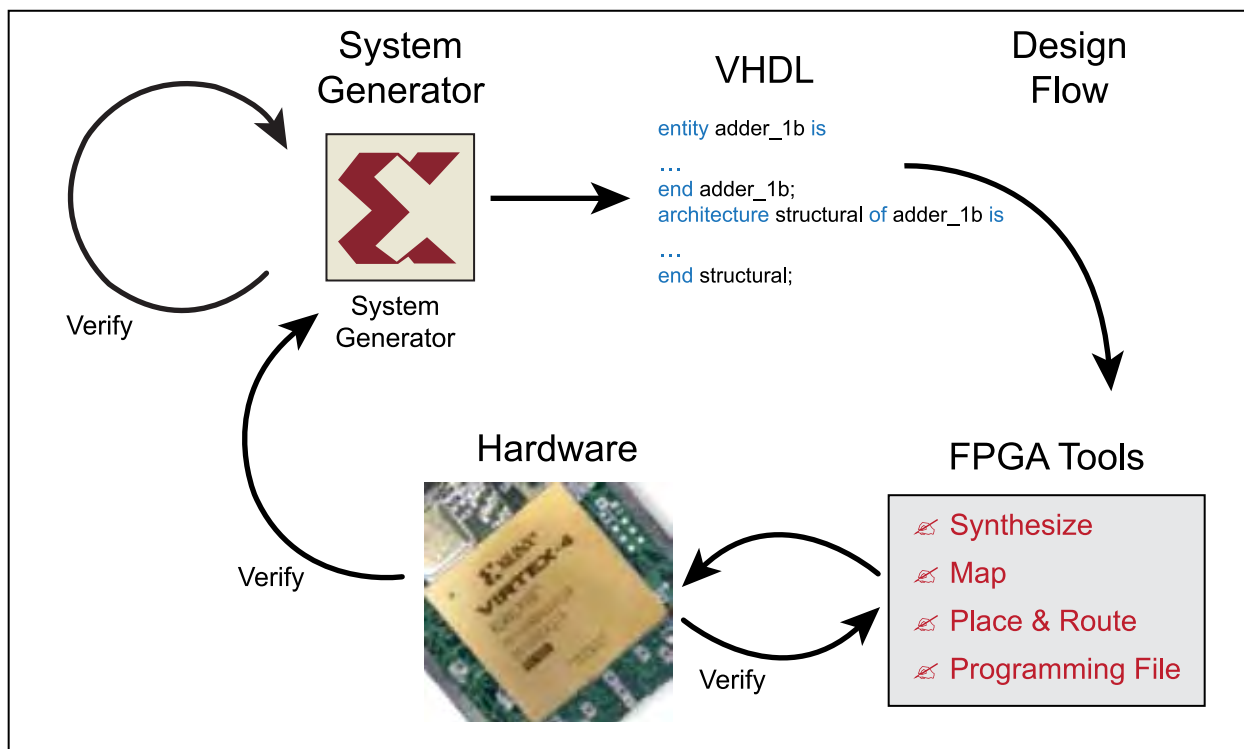 System
Generator
System
Generator
Verify
VHDL
entity adder_1b is
...
end adder_1b;
architecture structural of adder_1b is
...
end structural;
Design
Flow
Hardware
XILINX
VIRTEX-4
Verify
Verify
FPGA Tools
Synthesize
Map
Place & Route
Programming File